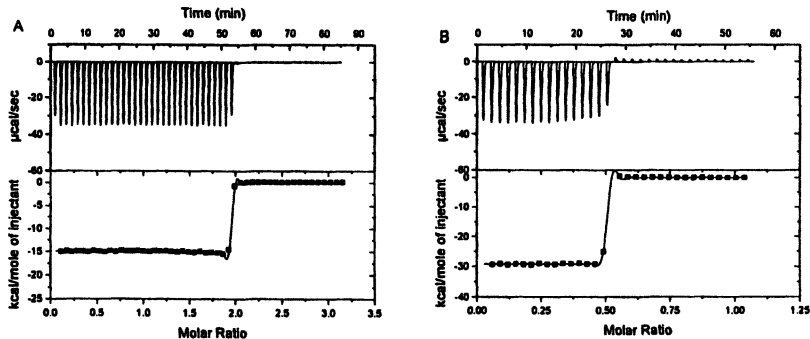 A
Time (min)
0 10 20 30 40 50 60 70 80 90
0
-20
-40
-60
µcal/sec
0
-5
-10
-15
-20
-25
kcal/mole of injectant
0.0 0.5 1.0 1.5 2.0 2.5 3.0 3.5
Molar Ratio
B
Time (min)
0 10 20 30 40 50 60
0
-20
-40
µcal/sec
0
-10
-20
-30
-40
kcal/mole of injectant
0.00 0.25 0.50 0.75 1.00 1.25
Molar Ratio